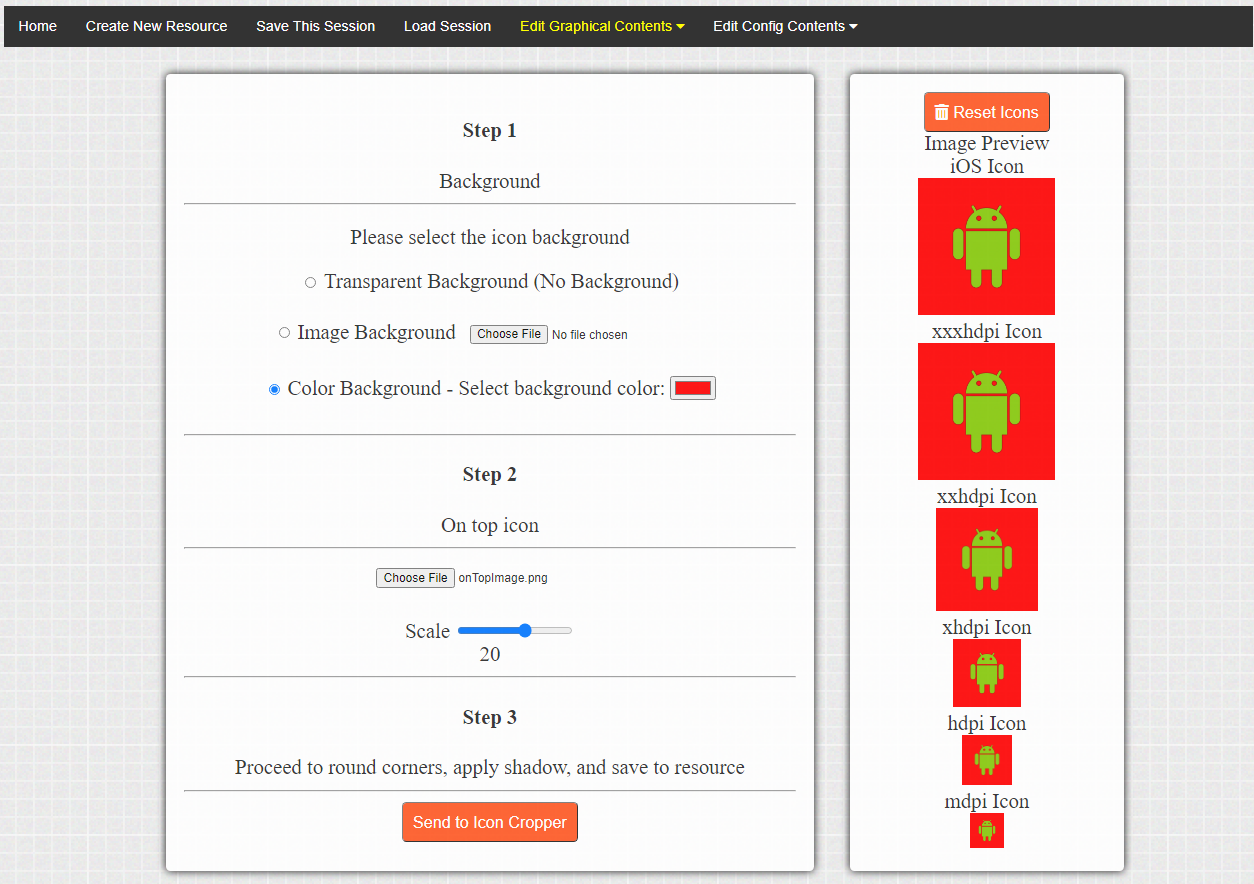 Home Create New Resource Save This Session Load Session Edit Graphical Contents Edit Config Contents
Step 1
Background
Please select the icon background
Transparent Background (No Background)
Image Background Choose File No file chosen
Color Background - Select background color:
Step 2
On top icon
Choose File onTopImage.png
Scale
20
Step 3
Proceed to round corners, apply shadow, and save to resource
Send to Icon Cropper
Reset Icons
Image Preview
iOS Icon
xxxhdpi Icon
xxhdpi Icon
xhdpi Icon
hdpi Icon
mdpi Icon